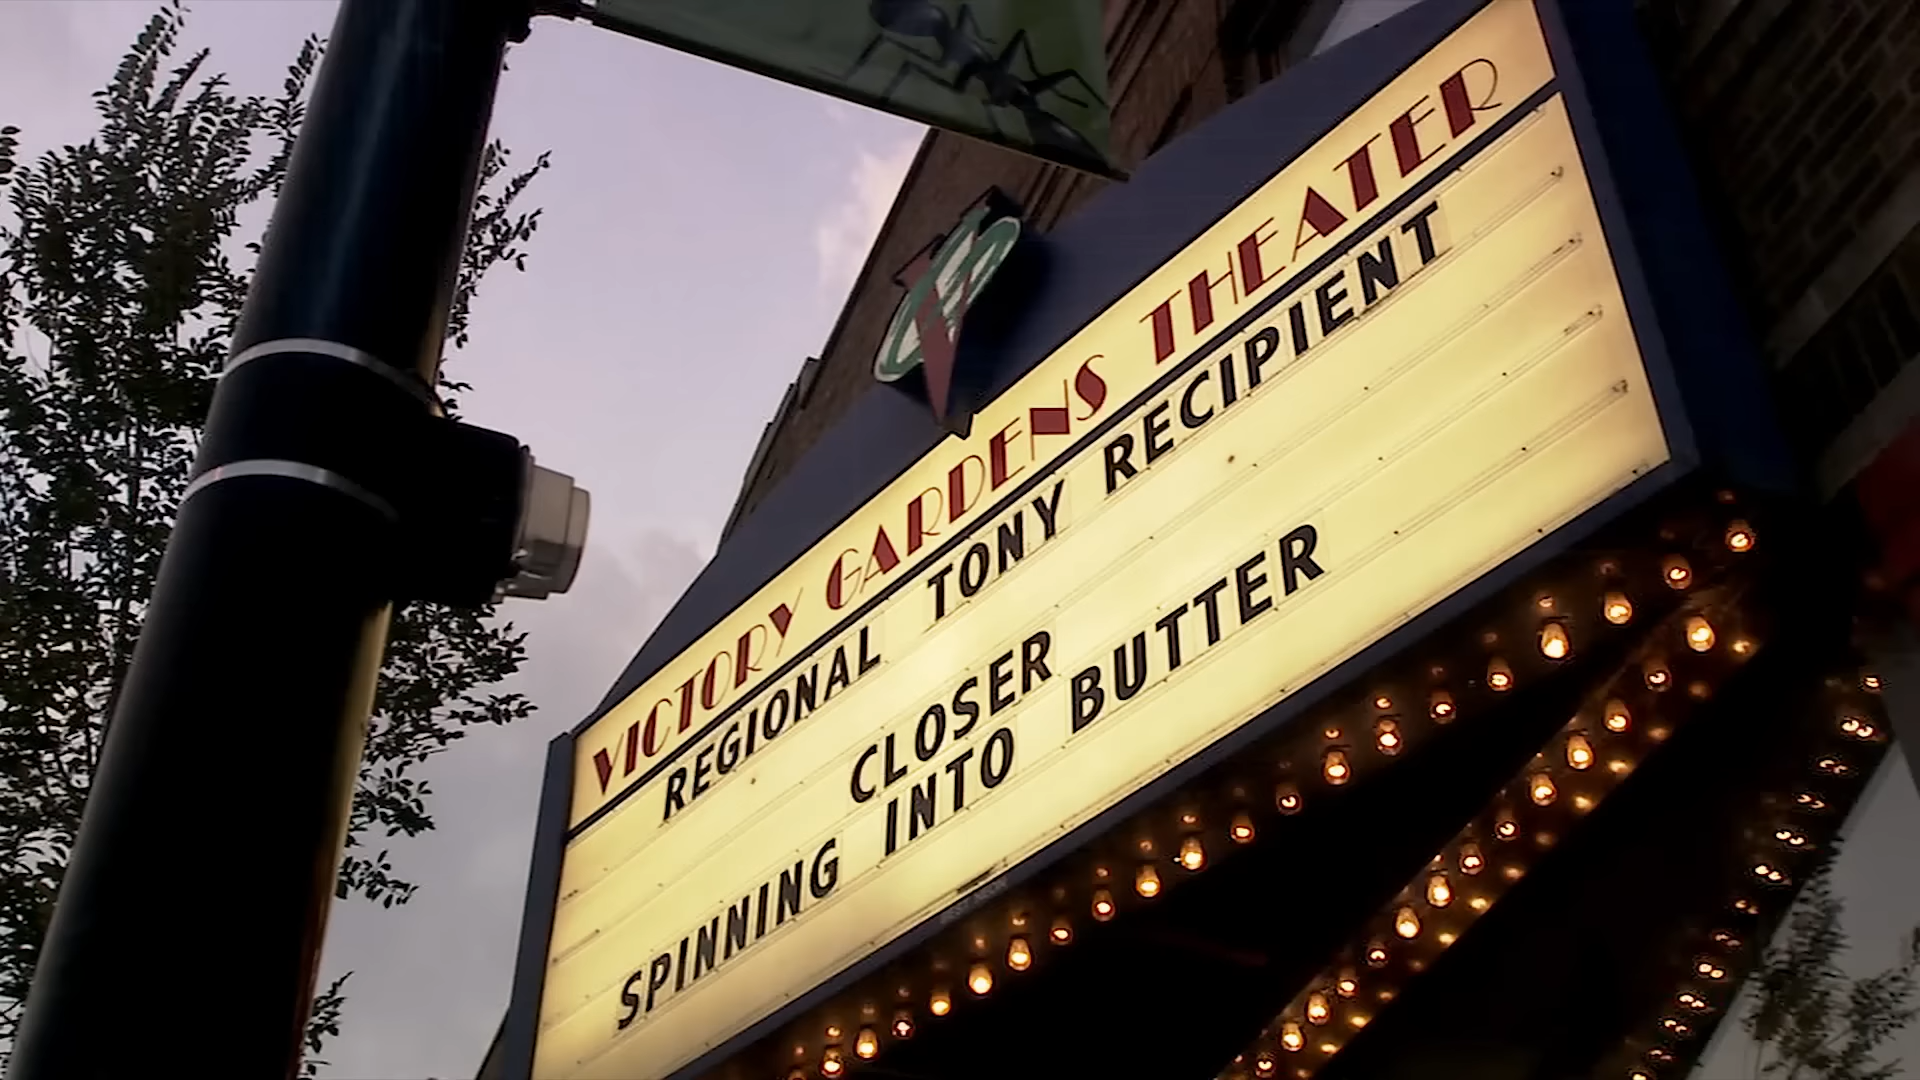 VICTORY GARDENS THEATER
REGIONAL TONY RECIPIENT
CLOSER
SPINNING INTO BUTTER